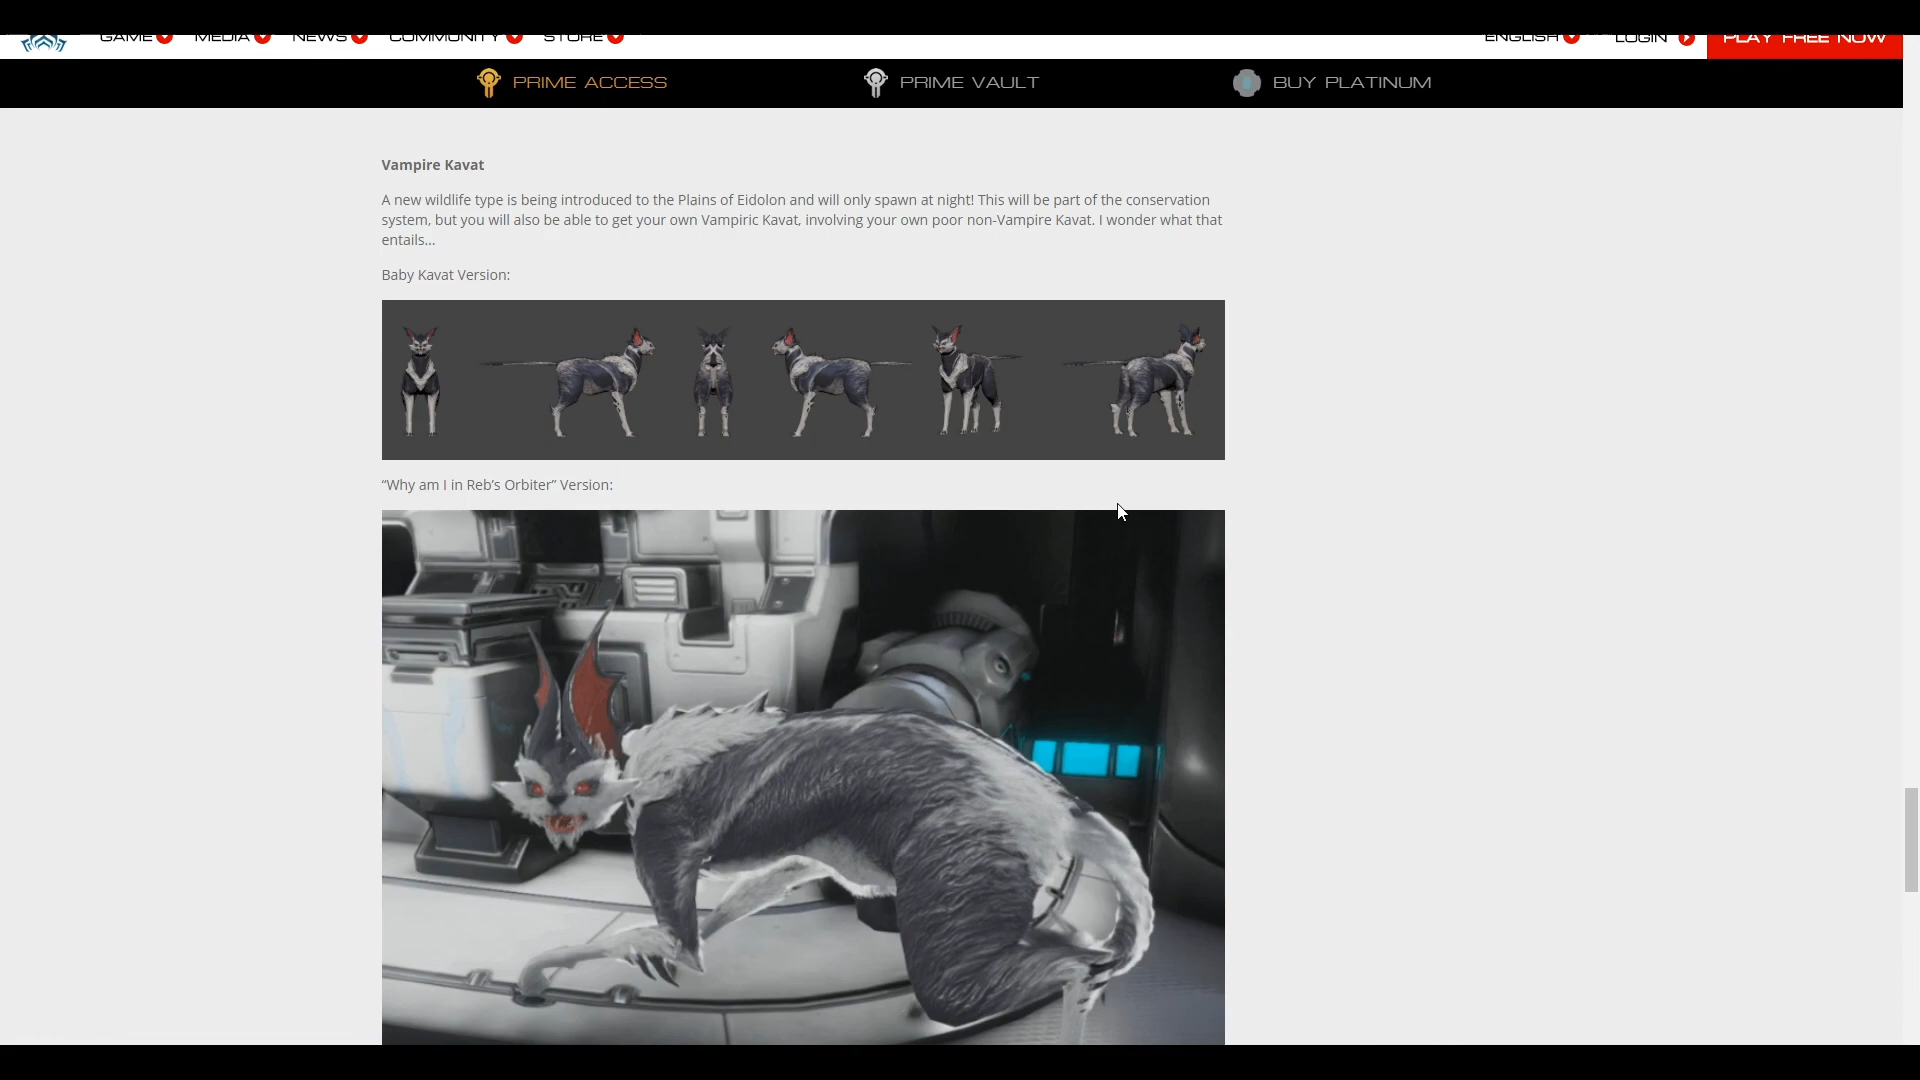 GAME MEDIA NEWS COMMUNITY STORE ENGLISH LOGIN PLAY FREE NOW
PRIME ACCESS PRIME VAULT BUY PLATINUM
Vampire Kavat
A new wildlife type is being introduced to the Plains of Eidolon and will only spawn at night! This will be part of the conservation
system, but you will also be able to get your own Vampiric Kavat, involving your own poor non-Vampire Kavat. I wonder what that
entails...
Baby Kavat Version:
“Why am I in Reb’s Orbiter” Version: